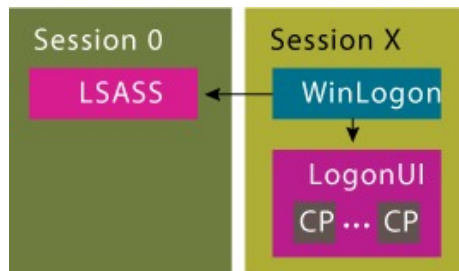 Session 0
LSASS
Session X
WinLogon
LogonUI
CP ... CP